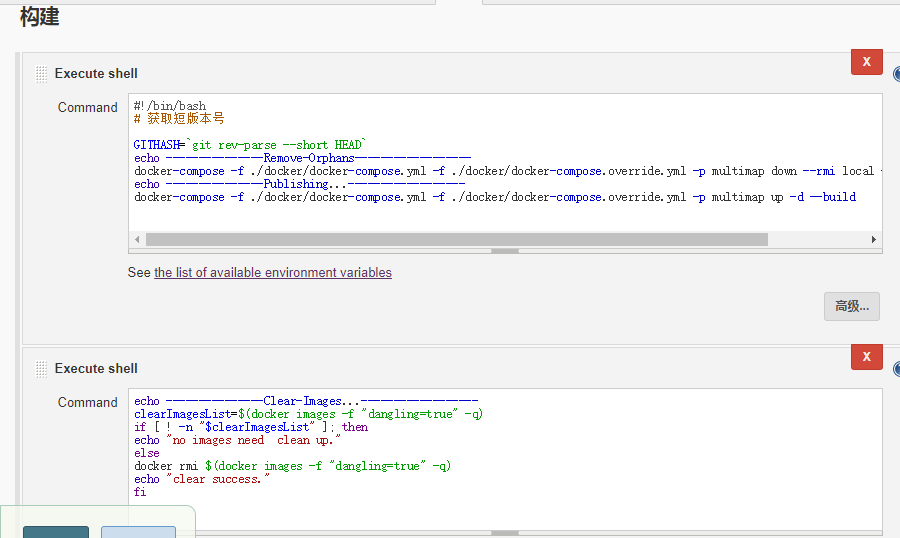 构建
X
Execute shell
Command
#!/bin/bash
# 获取短版本号
GITHASH=`git rev-parse --short HEAD`
echo ---------------Remove-Orphans------------------
docker-compose -f ./docker/docker-compose.yml -f ./docker/docker-compose.override.yml -p multimap down --rmi local
echo ---------------Publishing...------------------
docker-compose -f ./docker/docker-compose.yml -f ./docker/docker-compose.override.yml -p multimap up -d --build
See the list of available environment variables
高级...
X
Execute shell
Command
echo ---------------Clear-Images...------------------
clearImagesList=$(docker images -f "dangling=true" -q)
if [ ! -n "$clearImagesList" ]; then
echo "no images need  clean up."
else
docker rmi $(docker images -f "dangling=true" -q)
echo "clear success."
fi